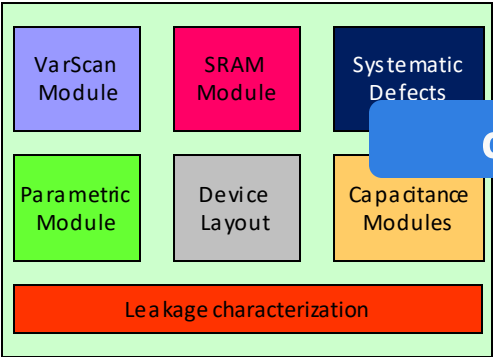 VarScan
Module
SRAM
Module
Systematic
Defects
Parametric
Module
Device
Layout
Capacitance
Modules
Leakage characterization